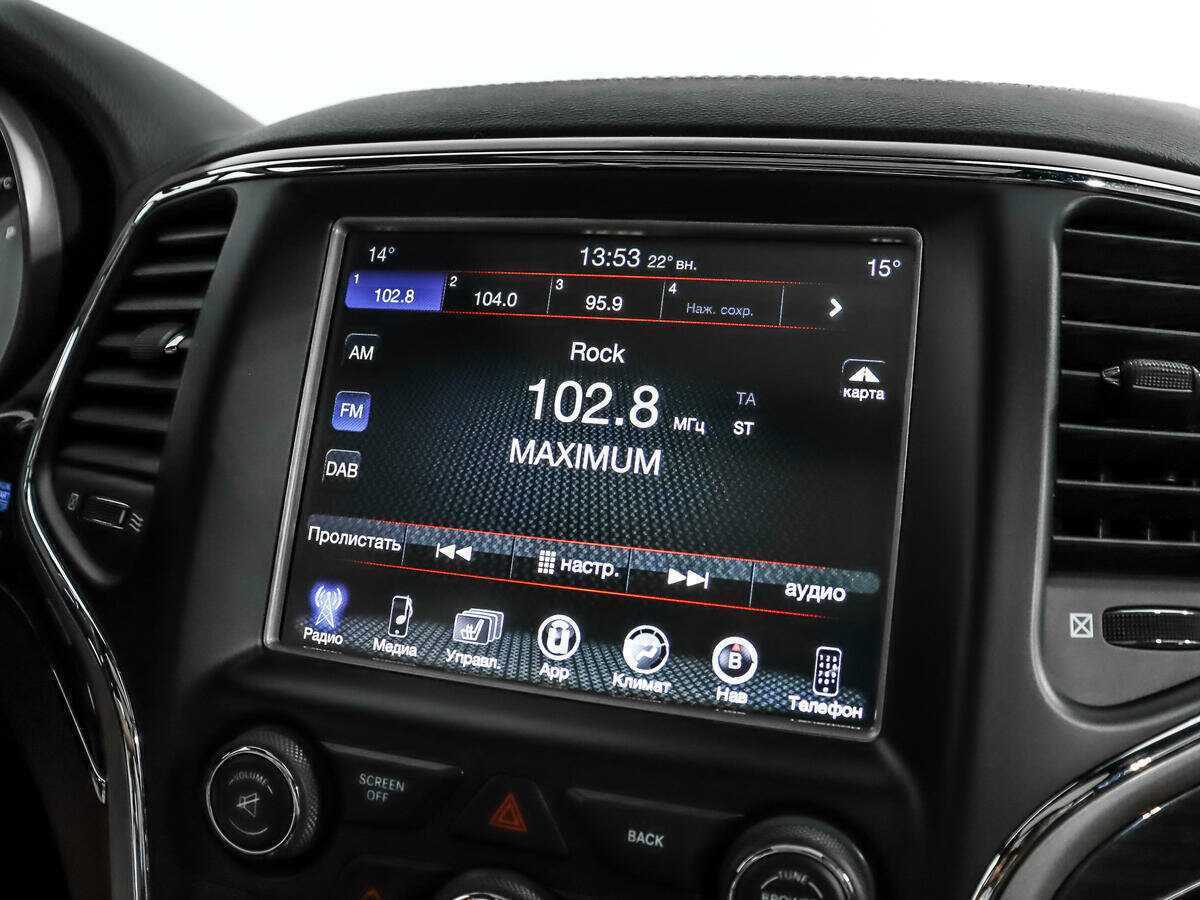 14° 13:53 22° вн. 15°
1 102.8 2 104.0 3 95.9 4 Наж. сохр.
AM
FM
DAB
Rock
102.8 МГц
MAXIMUM
TA
ST
карта
Пролистать настр. аудио
Радио Медиа Управл. App Климат Нав Телефон
B
VOLUME
SCREEN
OFF
BACK
TUNE